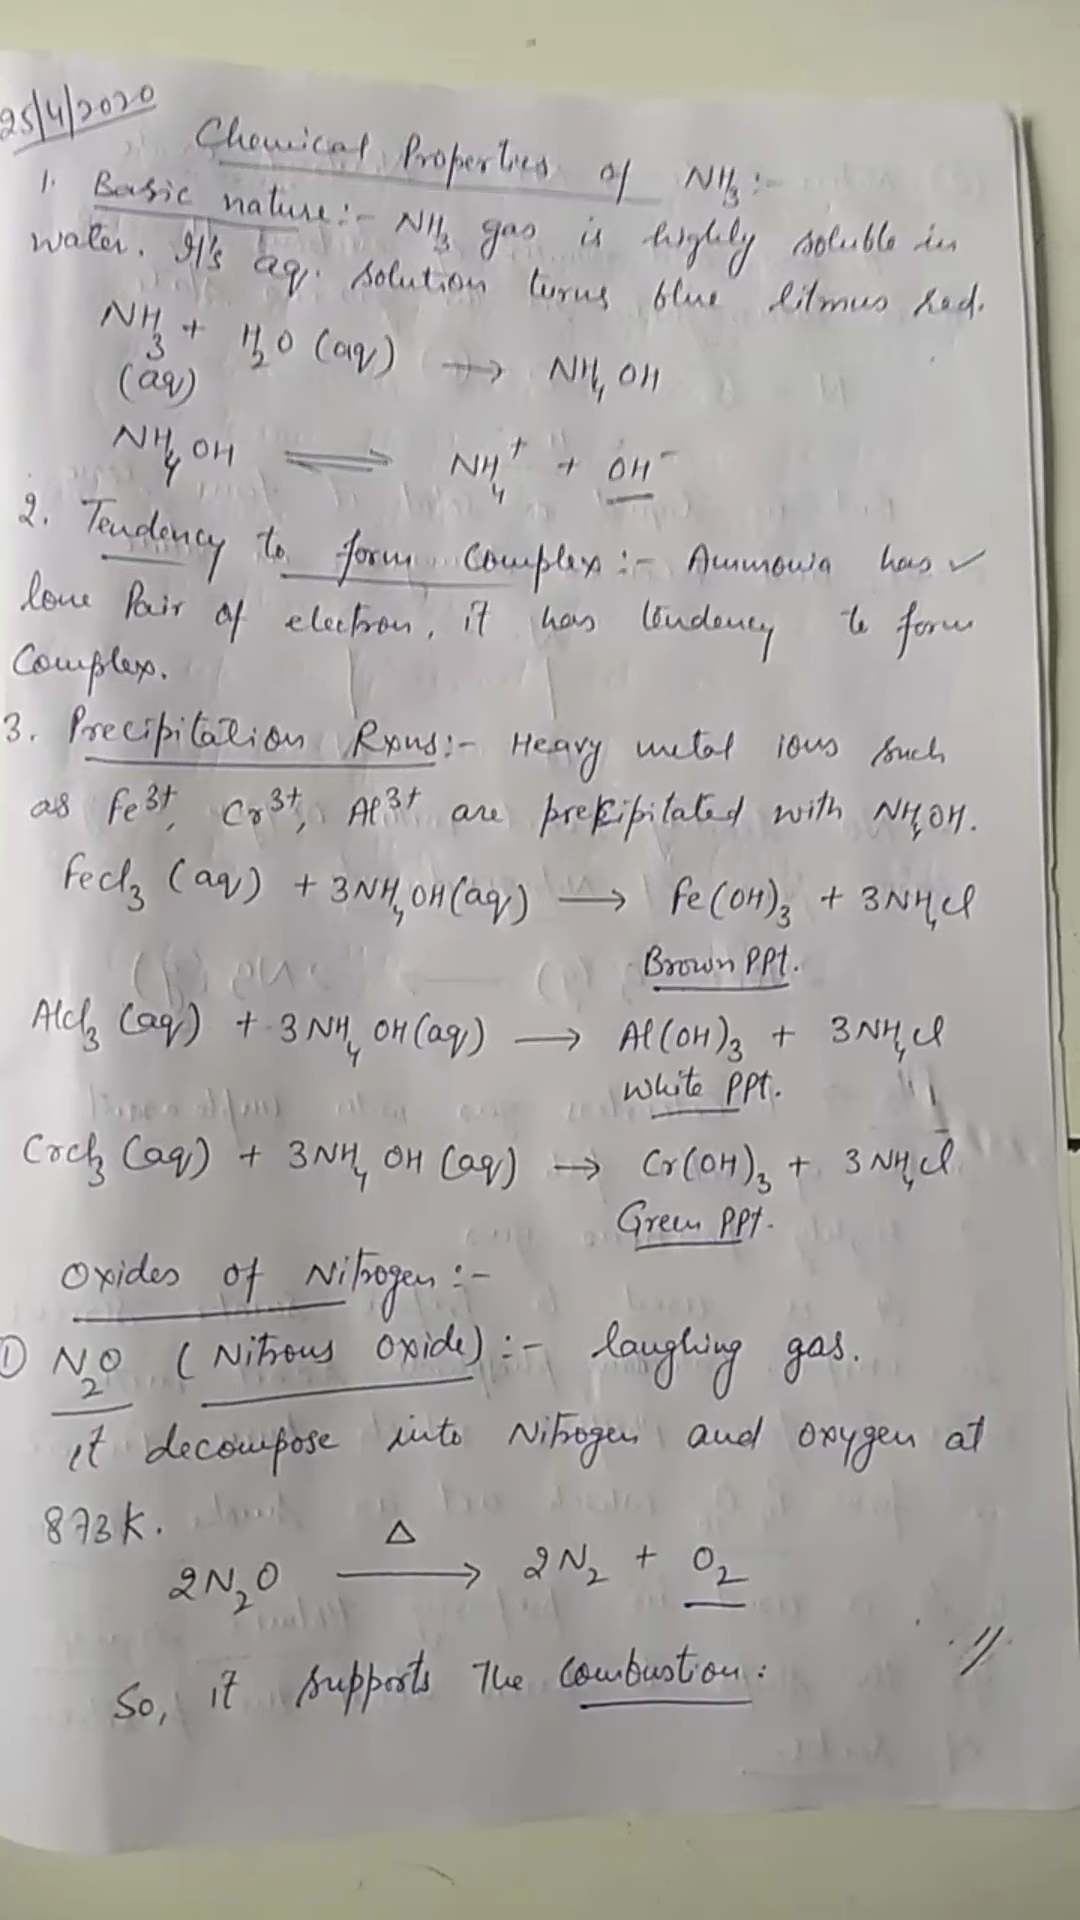 25/4/2020
Chemical Properties of NH₃ :-
1. Basic nature :- NH₃ gas is highly soluble in
water. It's aq. solution turns blue litmus red.
NH₃ (aq) + H₂O (aq) → NH₄OH
NH₄OH ⇌ NH₄⁺ + OH⁻
2. Tendency to form Complex :- Ammonia has
lone Pair of electron, it has tendency to form
Complex.
3. Precipitation Rxns :- Heavy metal ions such
as Fe³⁺, Cr³⁺, Al³⁺ are precipitated with NH₄OH.
FeCl₃ (aq) + 3NH₄OH (aq) → Fe(OH)₃ + 3NH₄Cl
Brown PPt.
AlCl₃ (aq) + 3NH₄OH (aq) → Al(OH)₃ + 3NH₄Cl
White PPt.
CrCl₃ (aq) + 3NH₄OH (aq) → Cr(OH)₃ + 3NH₄Cl
Green PPt.
Oxides of Nitrogen :-
① N₂O (Nitrous Oxide) :- laughing gas.
it decompose into Nitrogen and oxygen at
873K.
2N₂O →(Δ) 2N₂ + O₂
So, it supports The Combustion :